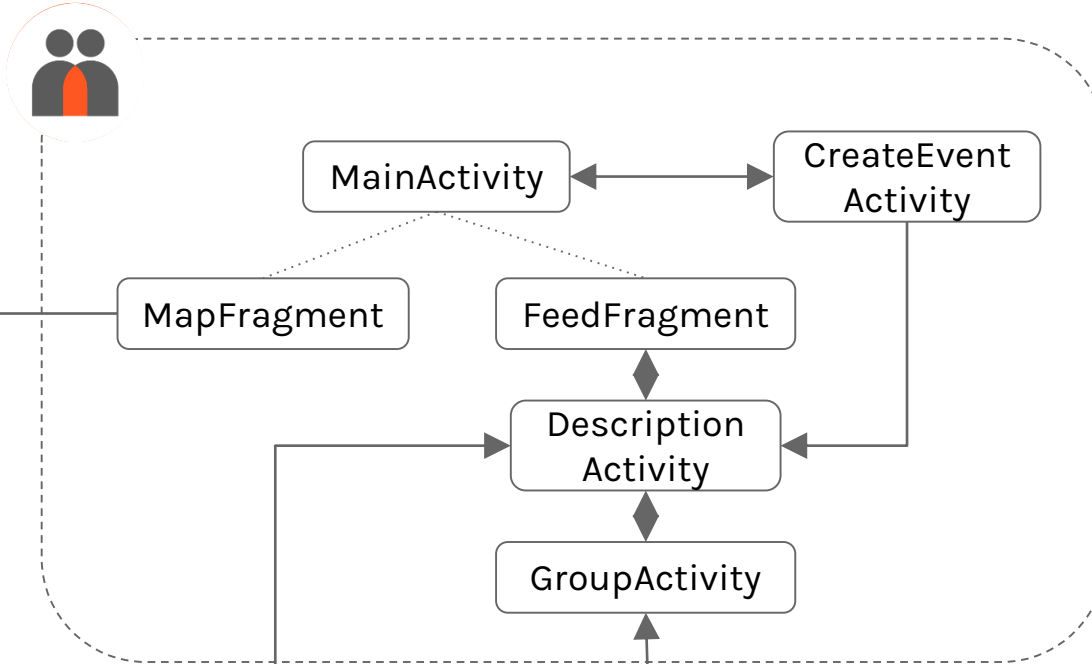 MainActivity
CreateEvent
Activity
MapFragment
FeedFragment
Description
Activity
GroupActivity